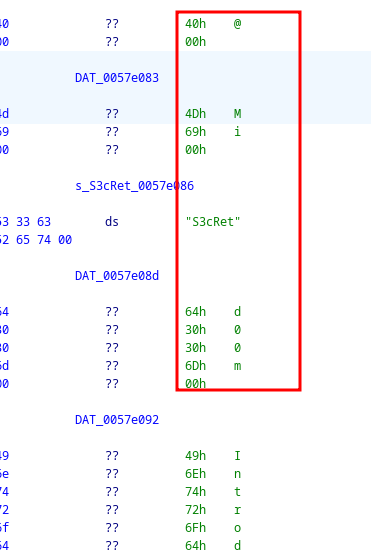 40 ?? 40h @
00 ?? 00h
DAT_0057e083
4d ?? 4Dh M
69 ?? 69h i
00 ?? 00h
s_S3cRet_0057e086
53 33 63 ds "S3cRet"
52 65 74 00
DAT_0057e08d
64 ?? 64h d
30 ?? 30h 0
30 ?? 30h 0
6d ?? 6Dh m
00 ?? 00h
DAT_0057e092
49 ?? 49h I
6e ?? 6Eh n
74 ?? 74h t
72 ?? 72h r
6f ?? 6Fh o
64 ?? 64h d